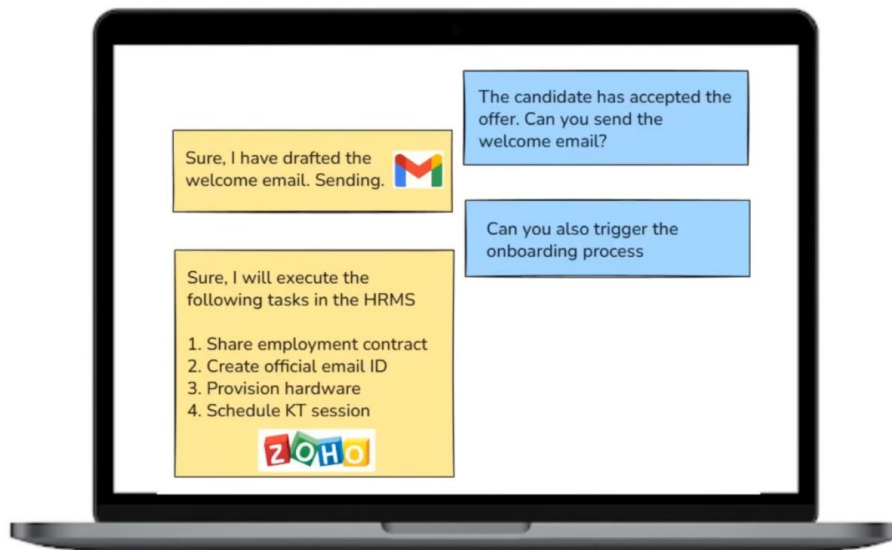 The candidate has accepted the
offer. Can you send the
welcome email?
Sure, I have drafted the
welcome email. Sending.
Can you also trigger the
onboarding process
Sure, I will execute the
following tasks in the HRMS
1. Share employment contract
2. Create official email ID
3. Provision hardware
4. Schedule KT session
ZOHO